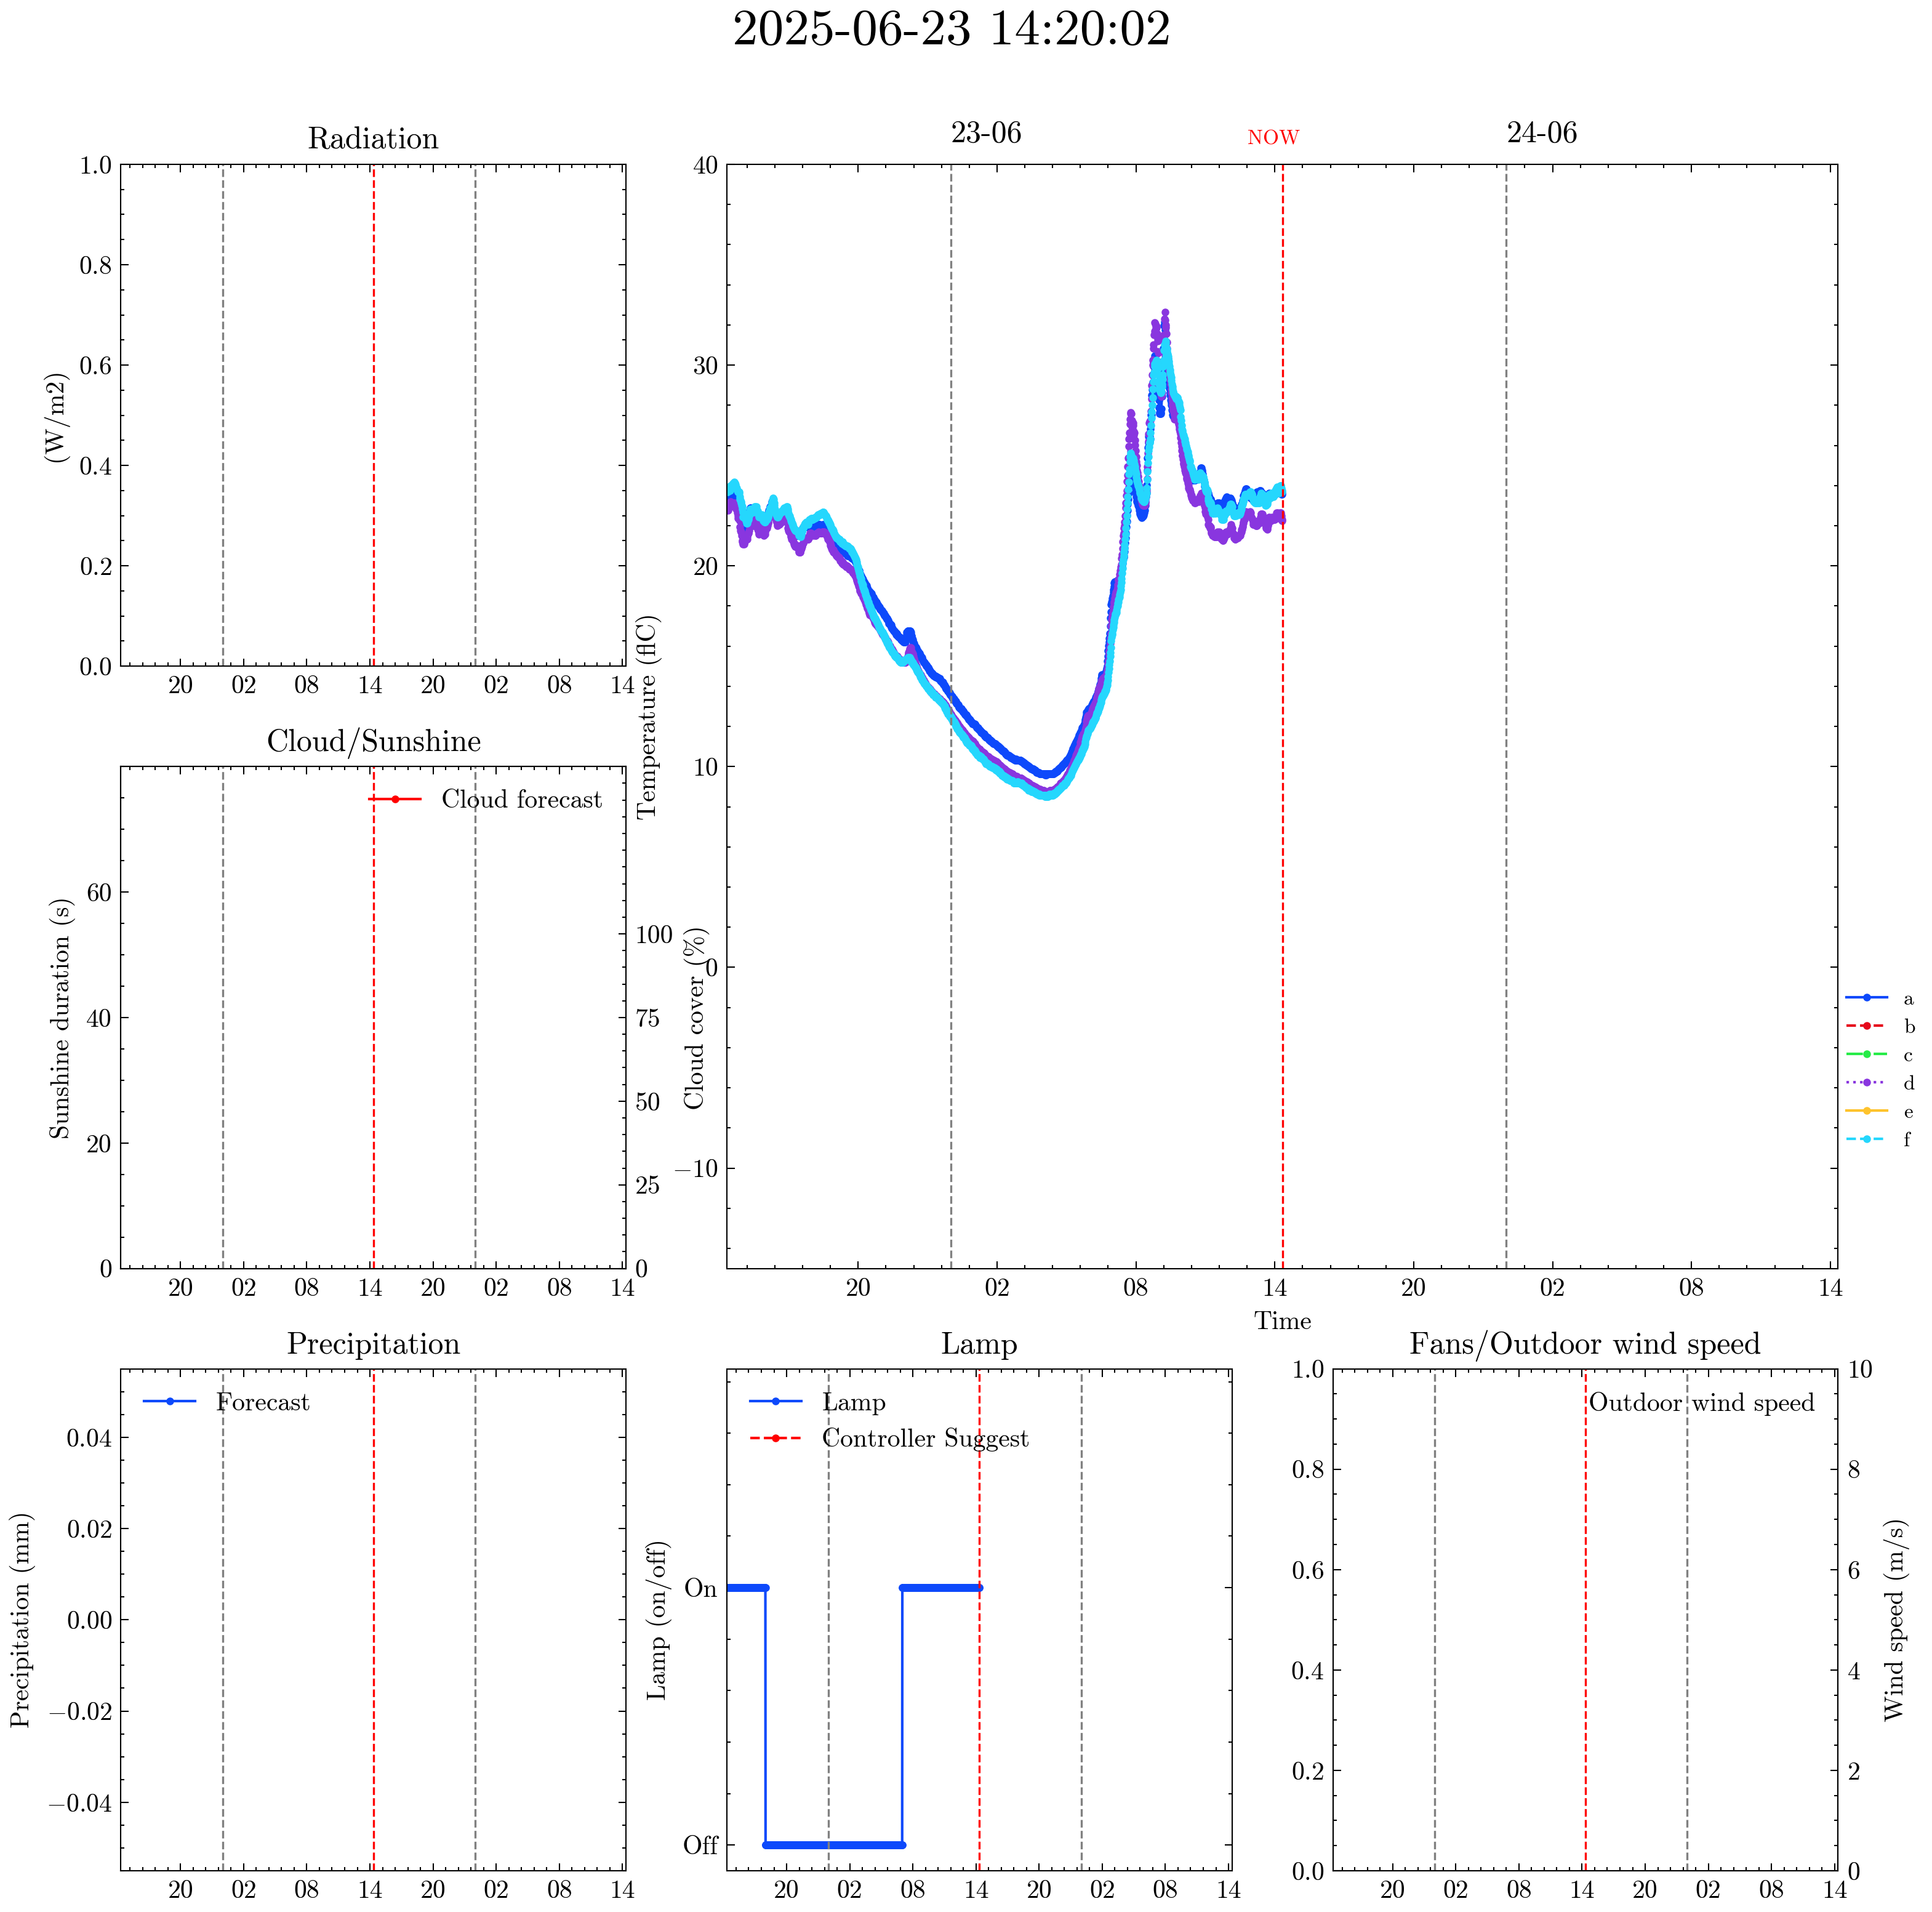 2025-06-23 14:20:02
Radiation
1.0
0.8
0.6
0.4
0.2
0.0
(W/m2)
20 02 08 14 20 02 08 14
23-06 NOW 24-06
40
30
20
10
0
−10
Temperature (flC)
20 02 08 14 20 02 08 14
Time
a
b
c
d
e
f
Cloud/Sunshine
Cloud forecast
60
40
20
0
Sunshine duration (s)
100
75
50
25
0
Cloud cover (%)
20 02 08 14 20 02 08 14
Precipitation
Forecast
0.04
0.02
0.00
−0.02
−0.04
Precipitation (mm)
20 02 08 14 20 02 08 14
Lamp
Lamp
Controller Suggest
On
Off
Lamp (on/off)
20 02 08 14 20 02 08 14
Fans/Outdoor wind speed
Outdoor wind speed
1.0
0.8
0.6
0.4
0.2
0.0
10
8
6
4
2
0
Wind speed (m/s)
20 02 08 14 20 02 08 14